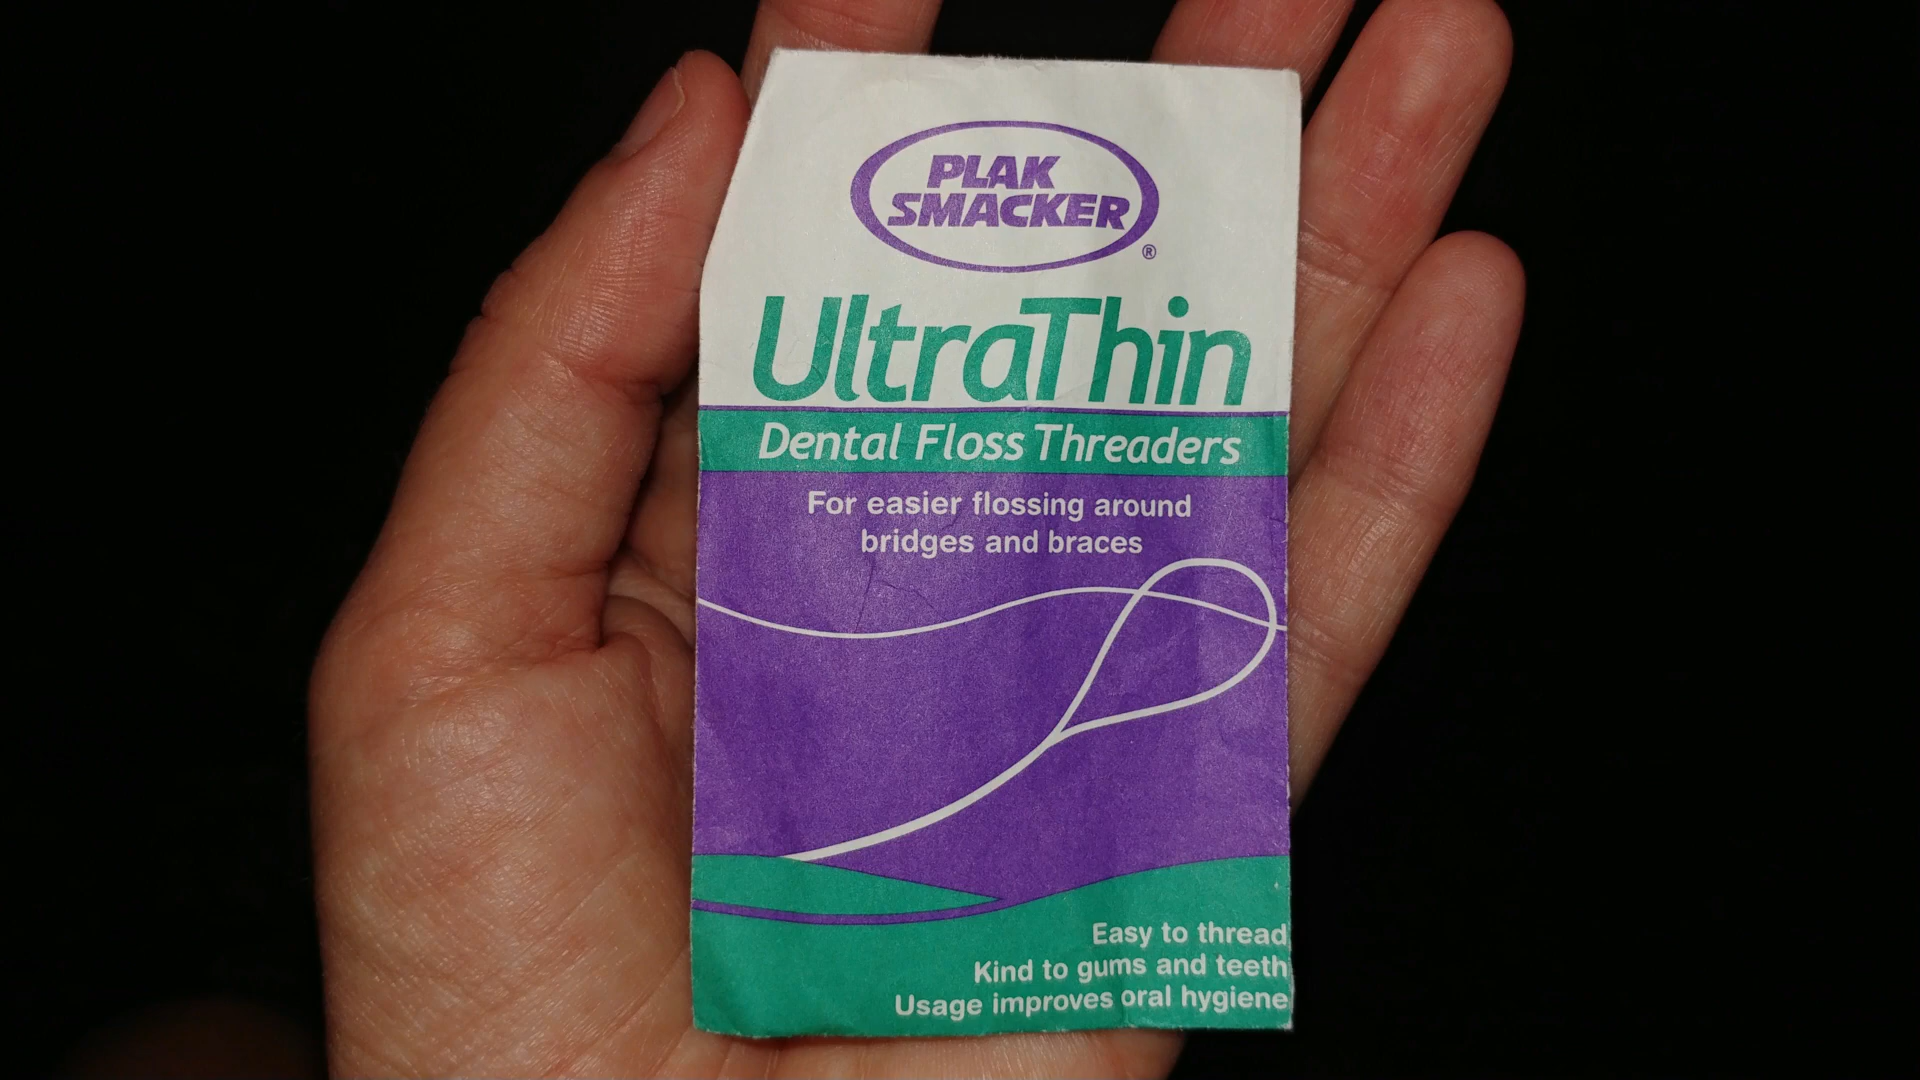 PLAK
SMACKER
®
UltraThin
Dental Floss Threaders
For easier flossing around
bridges and braces
Easy to thread
Kind to gums and teeth
Usage improves oral hygiene